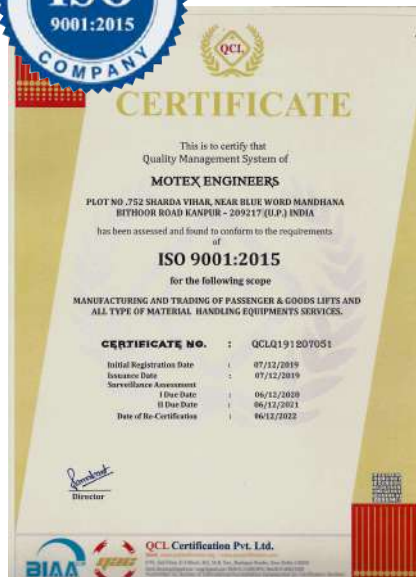 ISO
9001:2015
COMPANY
QCL
CERTIFICATE
This is to certify that
Quality Management System of
MOTEX ENGINEERS
PLOT NO .752 SHARDA VIHAR, NEAR BLUE WORD MANDHANA
BITHOOR ROAD KANPUR – 209217 (U.P.) INDIA
has been assessed and found to conform to the requirements
of
ISO 9001:2015
for the following scope
MANUFACTURING AND TRADING OF PASSENGER & GOODS LIFTS AND
ALL TYPE OF MATERIAL HANDLING EQUIPMENTS SERVICES.
CERTIFICATE NO. : QCLQ191207051
Initial Registration Date : 07/12/2019
Issuance Date : 07/12/2019
Surveillance Assessment
I Due Date : 06/12/2020
II Due Date : 06/12/2021
Date of Re-Certification : 06/12/2022
Director
QCL Certification Pvt. Ltd.
BIAA